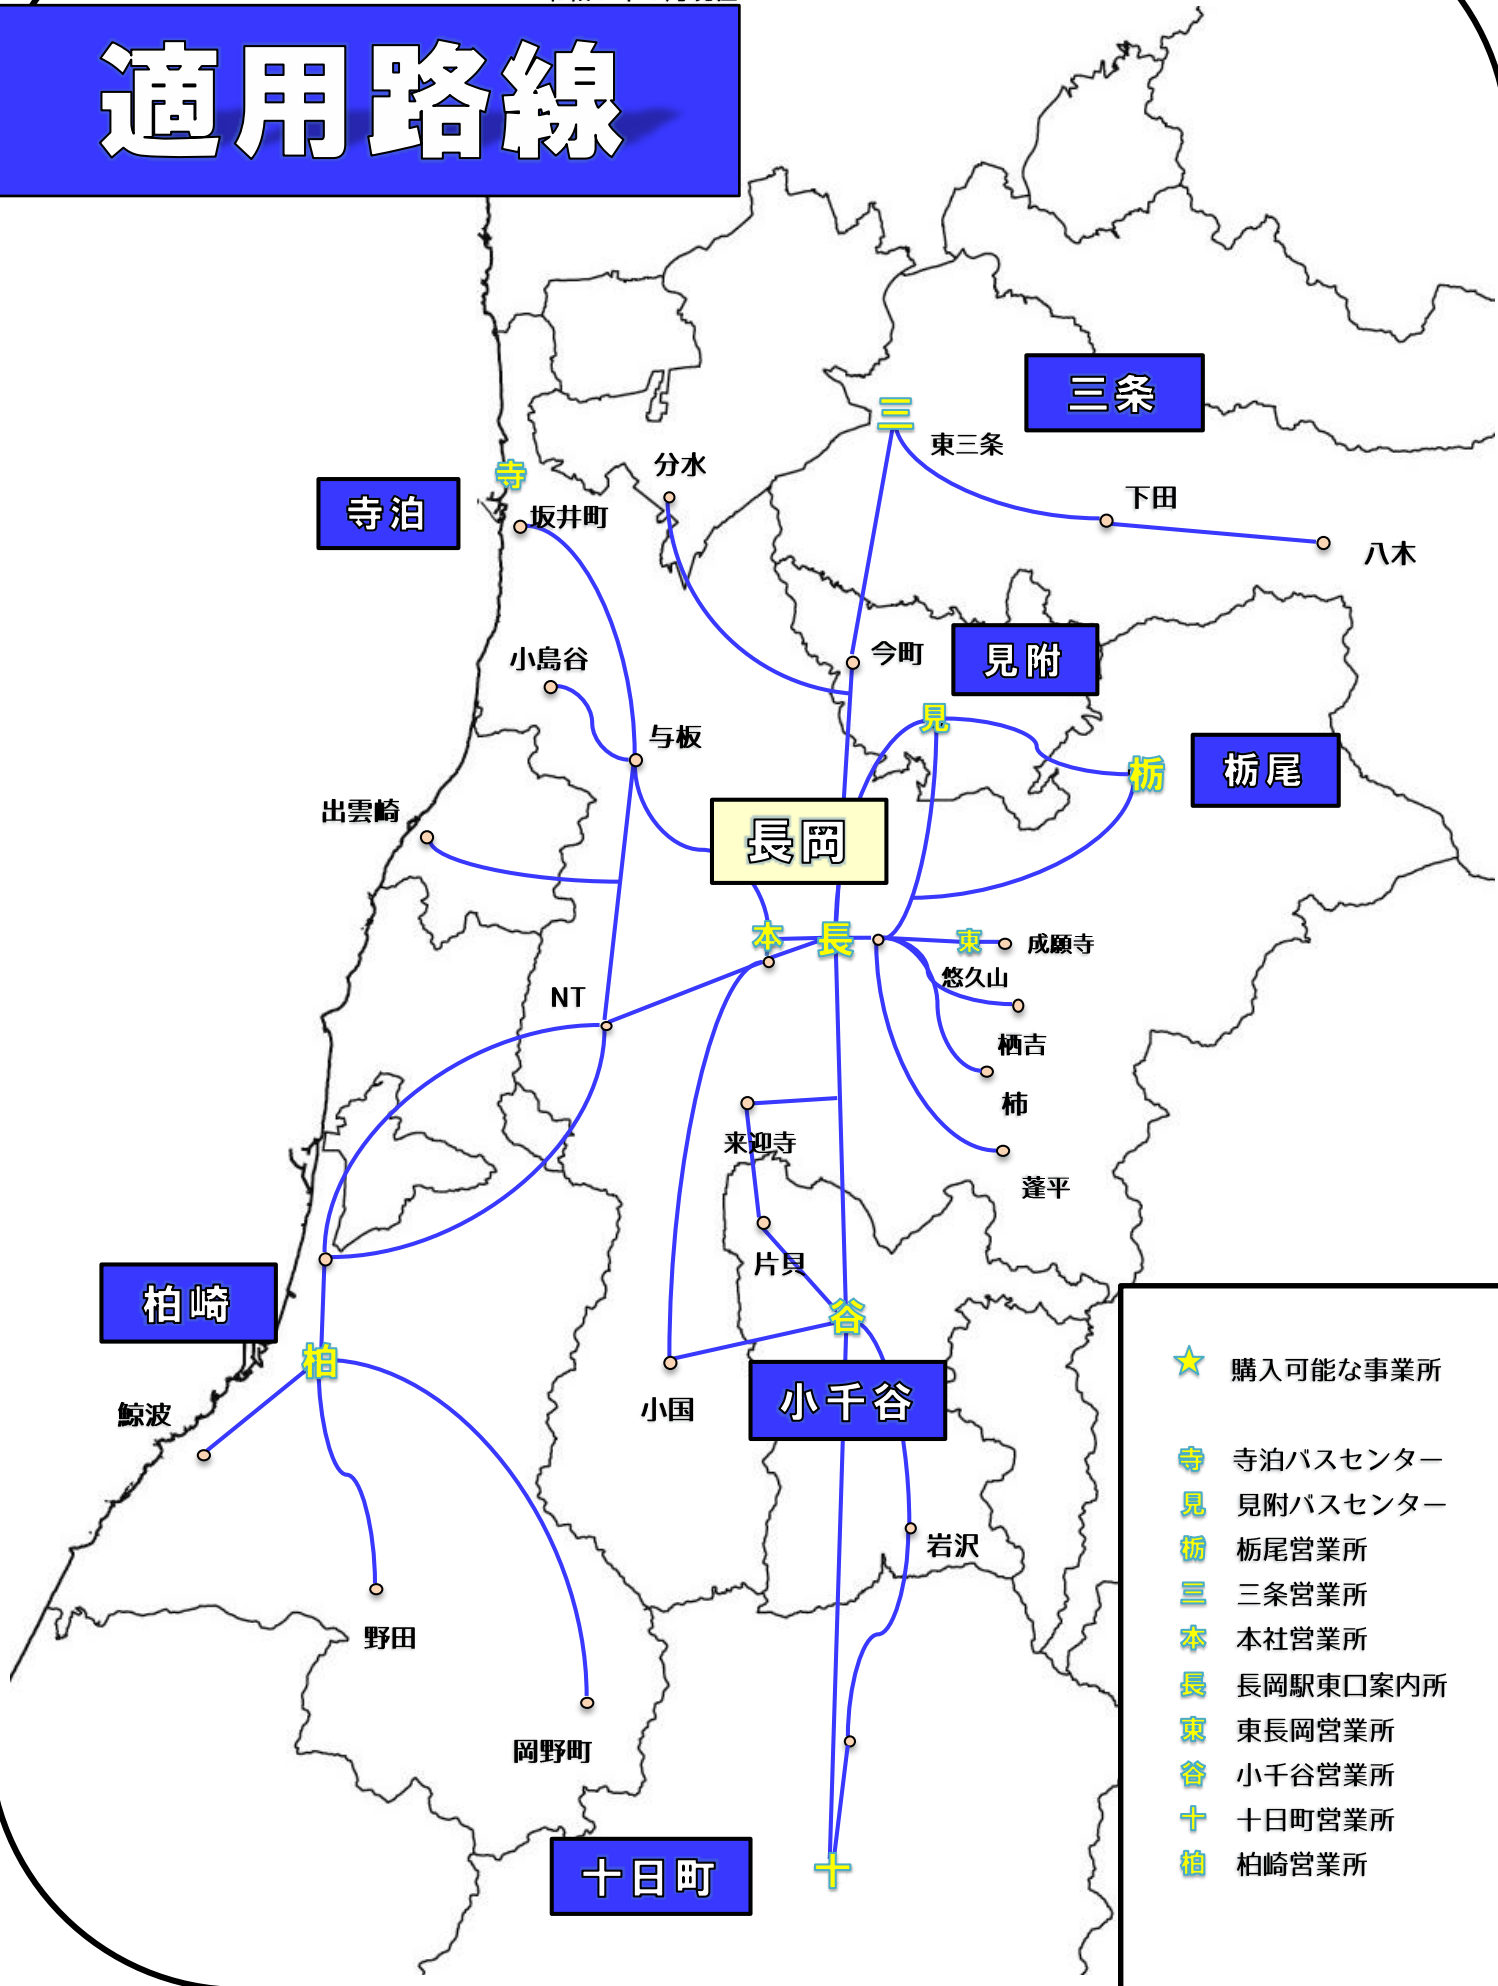 適用路線
三条
三
東三条
分水
寺
下田
寺泊
坂井町
八木
今町
見附
小島谷
見
与板
栃
栃尾
出雲崎
長岡
本
長
東
成願寺
悠久山
NT
栖吉
柿
来迎寺
蓬平
片貝
柏崎
谷
柏
小国
小千谷
鯨波
岩沢
野田
岡野町
十日町
十
★ 購入可能な事業所
寺 寺泊バスセンター
見 見附バスセンター
栃 栃尾営業所
三 三条営業所
本 本社営業所
長 長岡駅東口案内所
東 東長岡営業所
谷 小千谷営業所
十 十日町営業所
柏 柏崎営業所